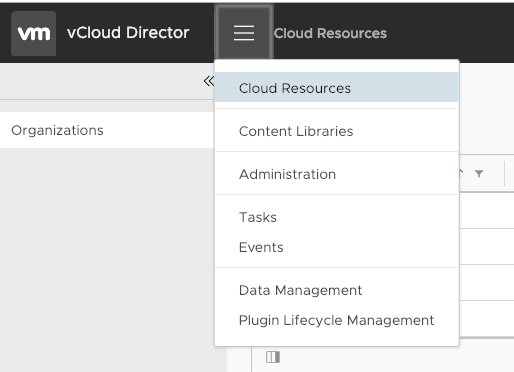 vm vCloud Director Cloud Resources
Cloud Resources
Organizations
Content Libraries
Administration
Tasks
Events
Data Management
Plugin Lifecycle Management